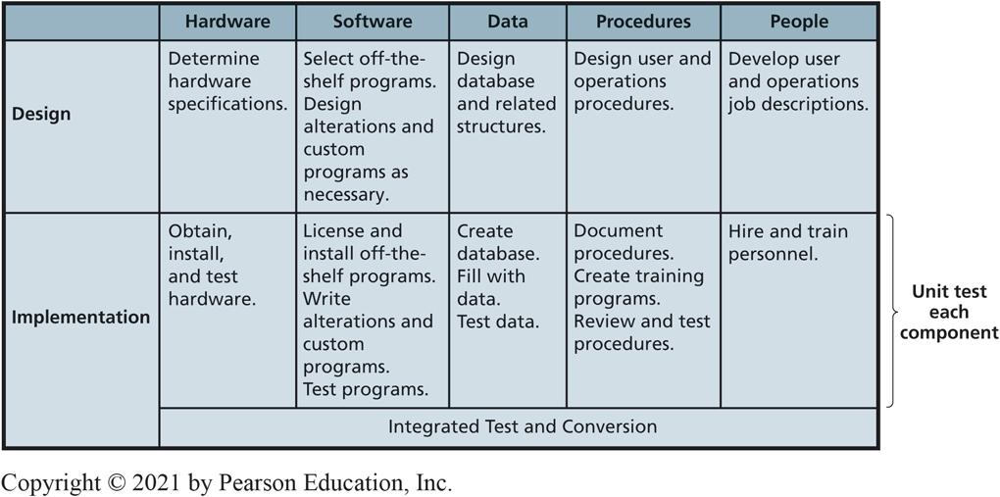 Hardware Software Data Procedures People
Design
Determine
hardware
specifications.
Select off-the-
shelf programs.
Design
alterations and
custom
programs as
necessary.
Design
database
and related
structures.
Design user and
operations
procedures.
Develop user
and operations
job descriptions.
Implementation
Obtain,
install,
and test
hardware.
License and
install off-the-
shelf programs.
Write
alterations and
custom
programs.
Test programs.
Create
database.
Fill with
data.
Test data.
Document
procedures.
Create training
programs.
Review and test
procedures.
Hire and train
personnel.
Unit test
each
component
Integrated Test and Conversion
Copyright © 2021 by Pearson Education, Inc.